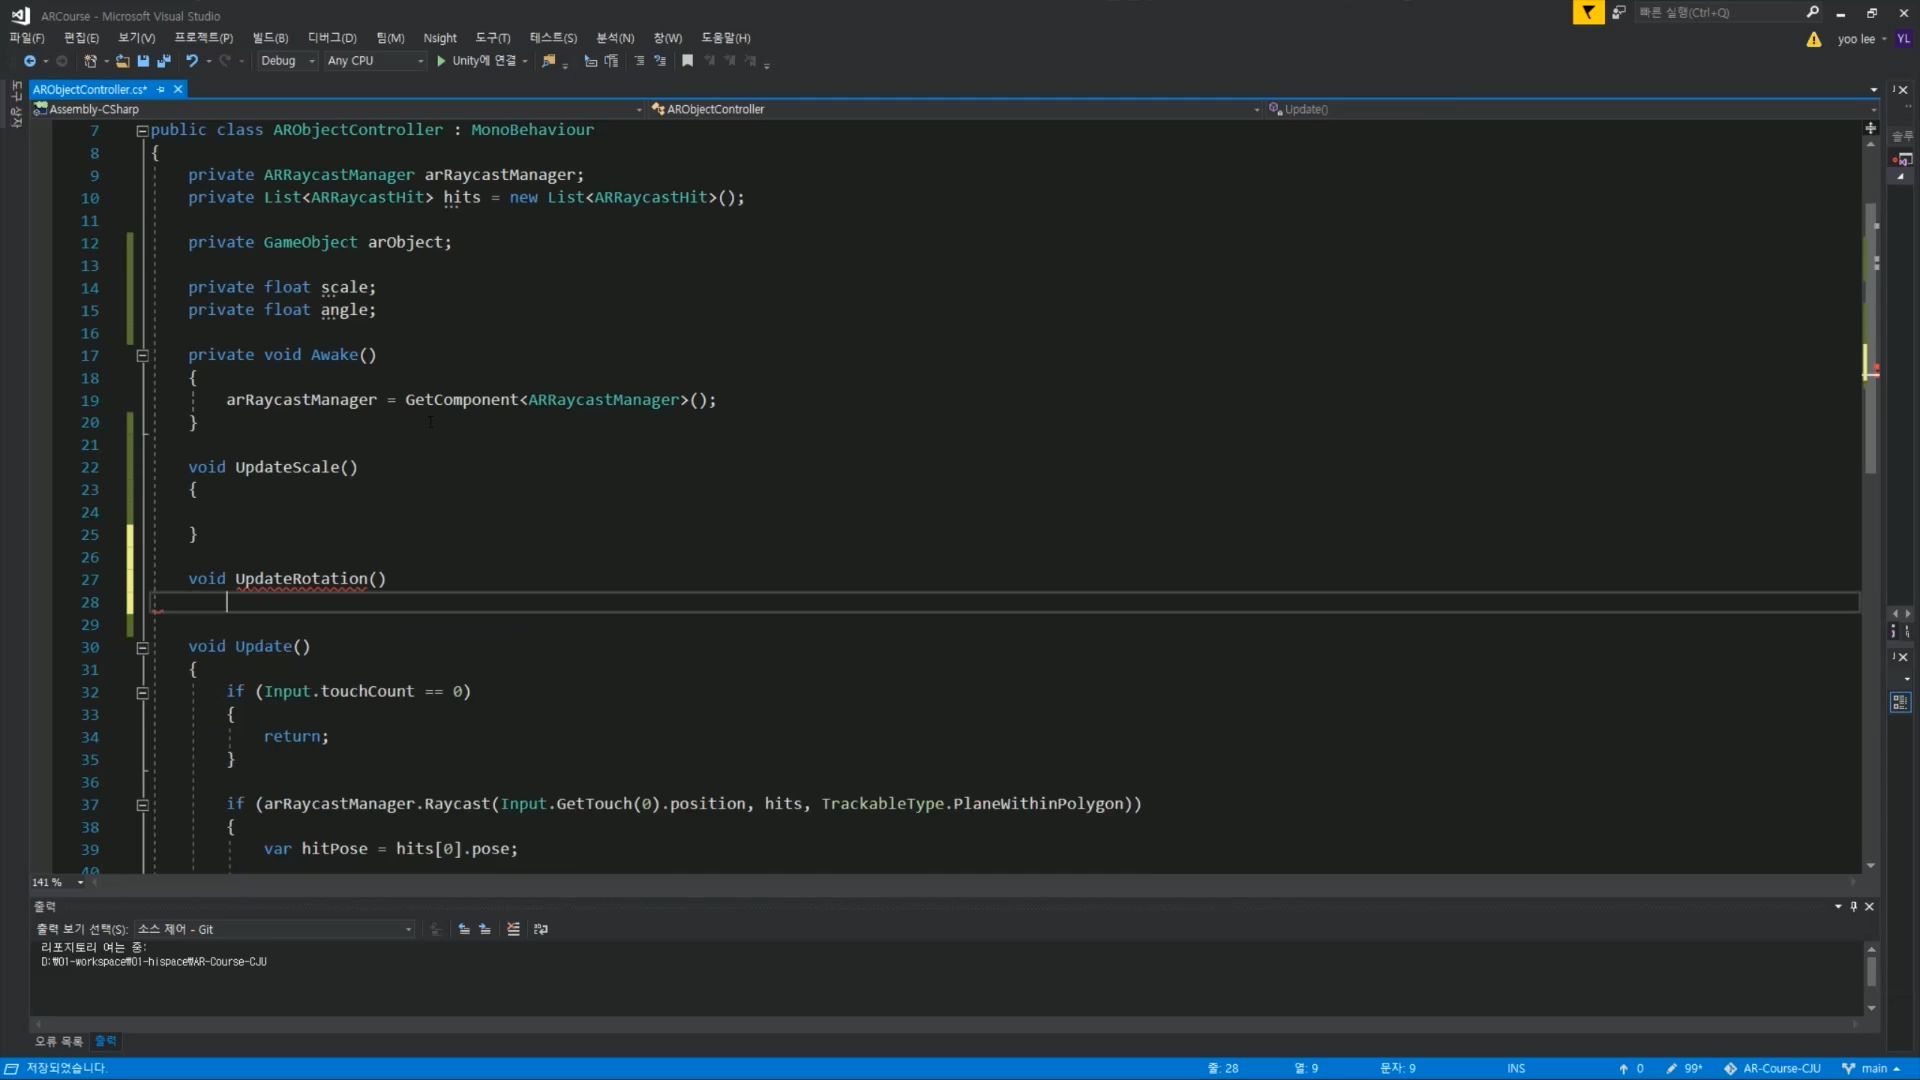 ARCourse - Microsoft Visual Studio
빠른 실행(Ctrl+Q)
파일(F) 편집(E) 보기(V) 프로젝트(P) 빌드(B) 디버그(D) 팀(M) Nsight 도구(T) 테스트(S) 분석(N) 창(W) 도움말(H)
yoo lee YL
Debug Any CPU Unity에 연결
도구 상자
ARObjectController.cs*
Assembly-CSharp ARObjectController Update()
솔루
7 public class ARObjectController : MonoBehaviour
8 {
9 private ARRaycastManager arRaycastManager;
10 private List<ARRaycastHit> hits = new List<ARRaycastHit>();
11
12 private GameObject arObject;
13
14 private float scale;
15 private float angle;
16
17 private void Awake()
18 {
19 arRaycastManager = GetComponent<ARRaycastManager>();
20 }
21
22 void UpdateScale()
23 {
24
25 }
26
27 void UpdateRotation()
28
29
30 void Update()
31 {
32 if (Input.touchCount == 0)
33 {
34 return;
35 }
36
37 if (arRaycastManager.Raycast(Input.GetTouch(0).position, hits, TrackableType.PlaneWithinPolygon))
38 {
39 var hitPose = hits[0].pose;
40
141 %
출력
출력 보기 선택(S): 소스 제어 - Git
리포지토리 여는 중:
D:₩01-workspace₩01-hispace₩AR-Course-CJU
오류 목록 출력
저장되었습니다. 줄: 28 열: 9 문자: 9 INS 0 99* AR-Course-CJU main